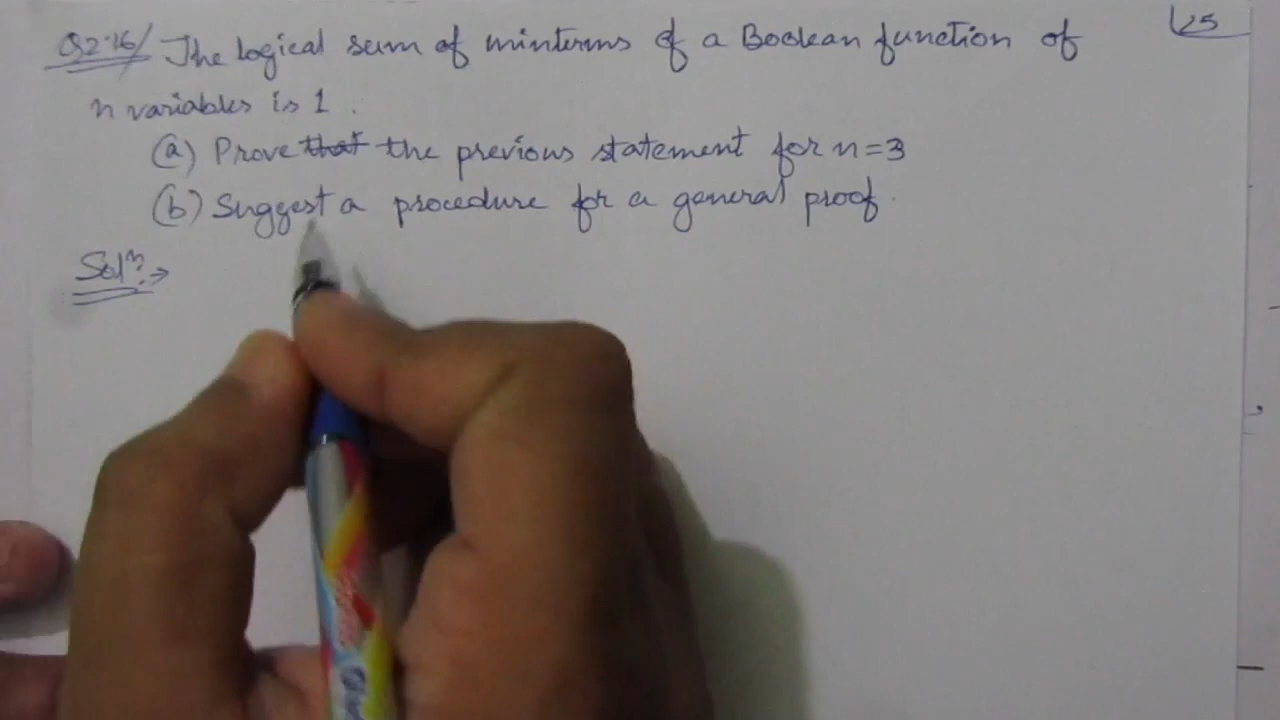 25
Q2.16/ The logical sum of minterms of a Boolean function of
n variables is 1.
(a) Prove that the previous statement for n=3
(b) Suggest a procedure for a general proof.
Solⁿ:→